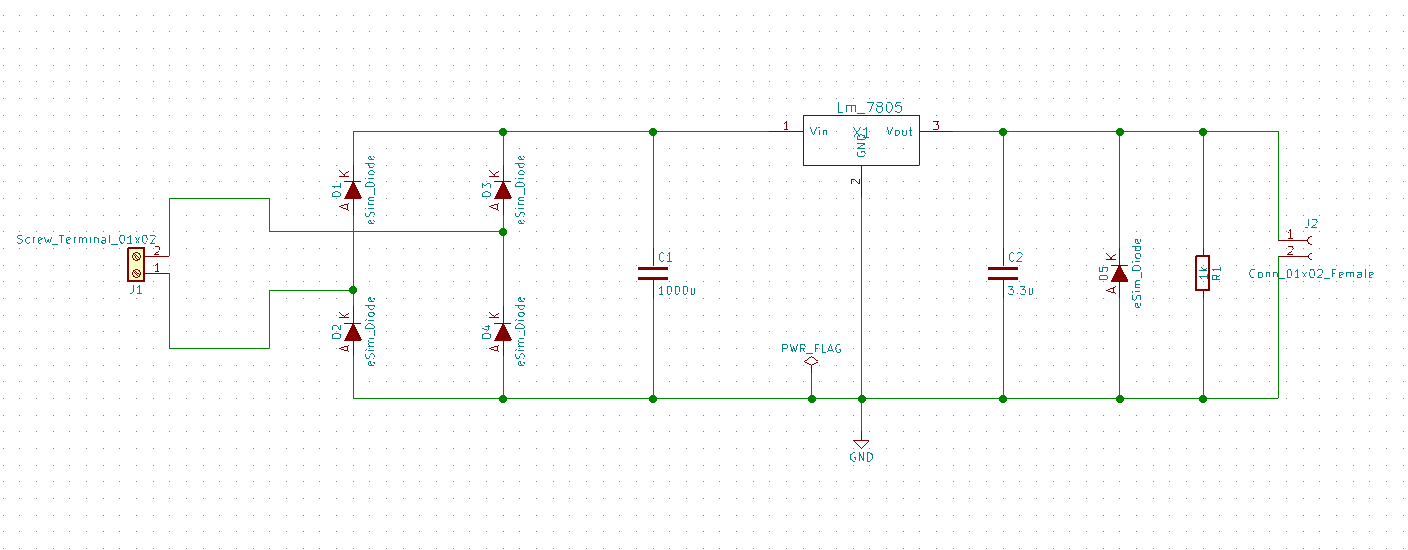 Lm_7805
1
Vin
X1
Vout
3
GND
2
D1
K
A
eSim_Diode
D3
K
A
eSim_Diode
Screw_Terminal_01x02
2
1
J1
D2
K
A
eSim_Diode
D4
K
A
eSim_Diode
C1
1000u
C2
3.3u
D5
K
A
eSim_Diode
1k
R1
J2
1
2
Conn_01x02_Female
PWR_FLAG
GND